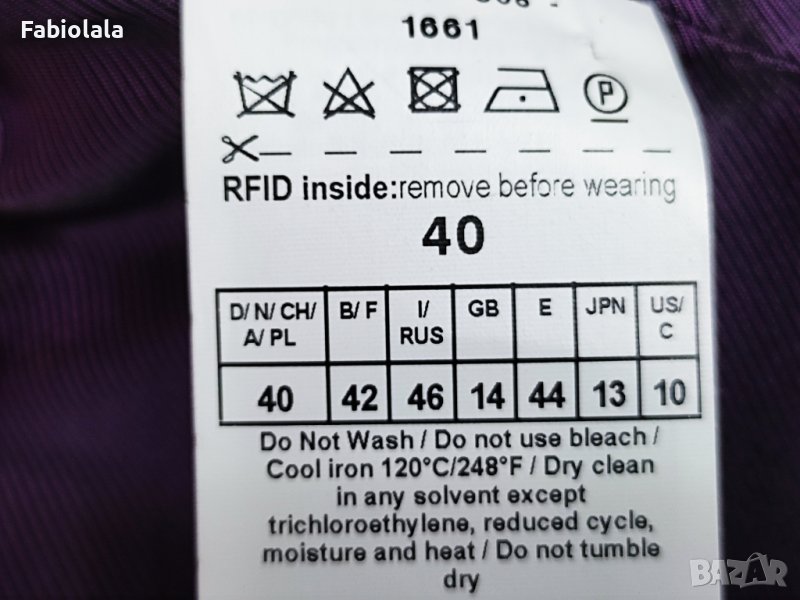 Fabiolala
1661
P
RFID inside:remove before wearing
40
D/ N/ CH/ A/ PL B/ F I/ RUS GB E JPN US/ C
40 42 46 14 44 13 10
Do Not Wash / Do not use bleach /
Cool iron 120°C/248°F / Dry clean
in any solvent except
trichloroethylene, reduced cycle,
moisture and heat / Do not tumble
dry
BAZAR